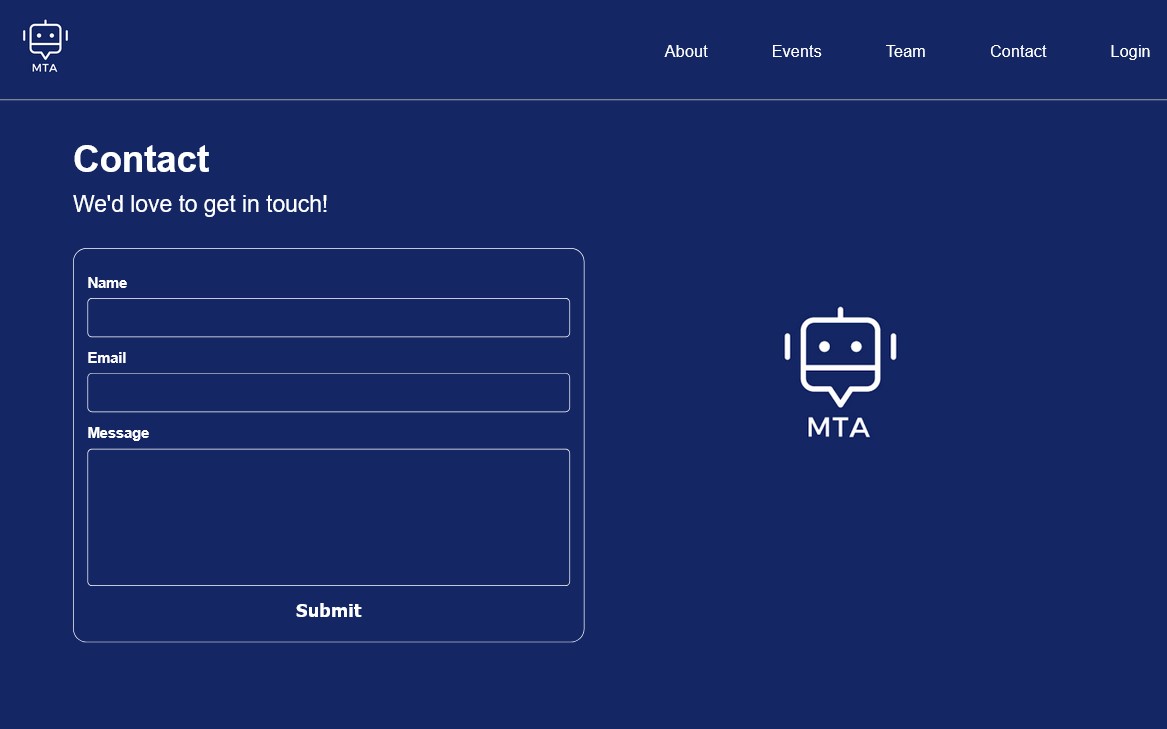 MTA
About Events Team Contact Login
Contact
We'd love to get in touch!
Name
Email
Message
Submit
MTA